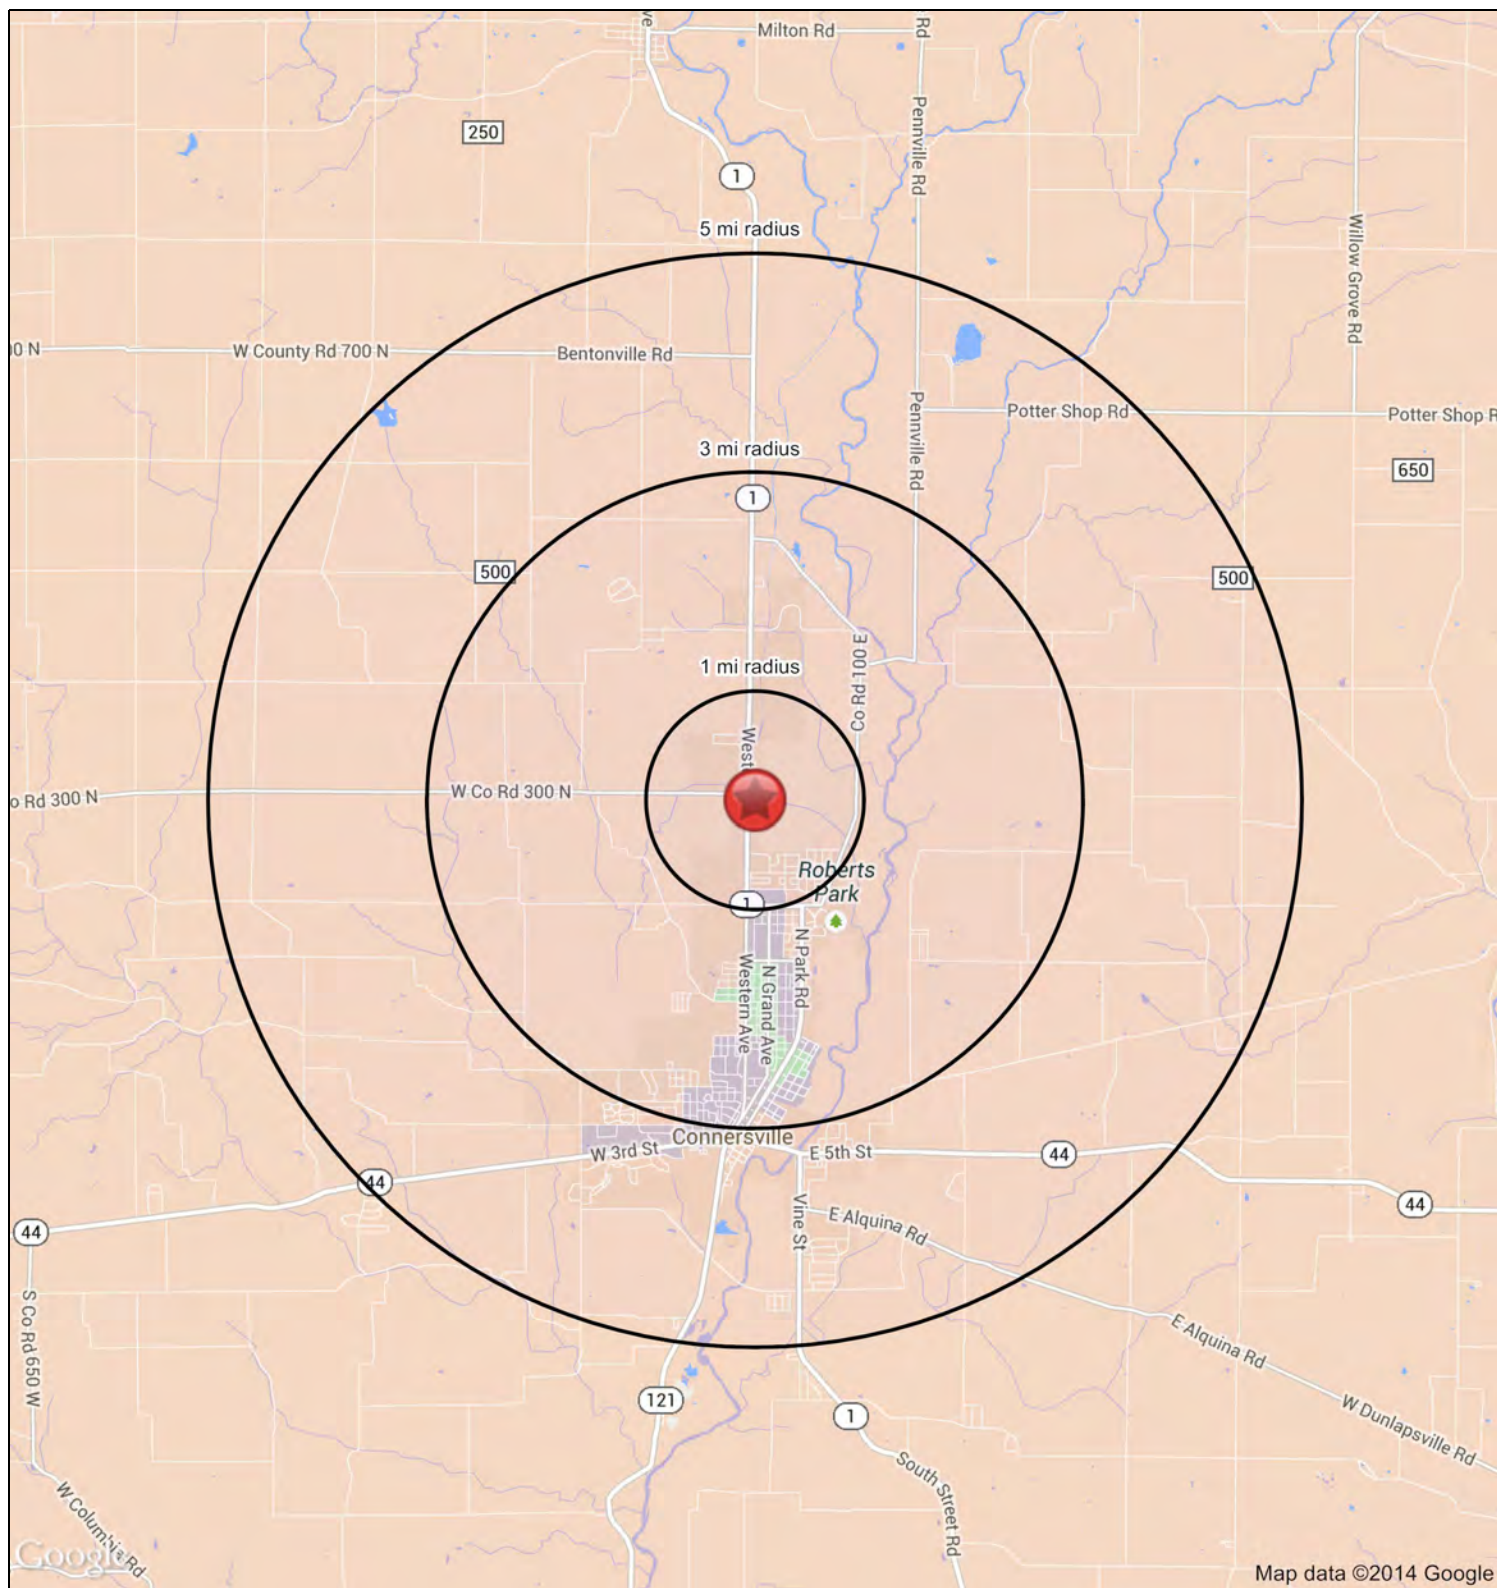 ve
Milton Rd
Rd
250
Pennville Rd
1
5 mi radius
Willow Grove Rd
00 N
W County Rd 700 N
Bentonville Rd
Pennville Rd
Potter Shop Rd
Potter Shop R
3 mi radius
650
1
500
500
1 mi radius
Co Rd 100 E
West
o Rd 300 N
W Co Rd 300 N
Roberts
Park
1
N Park Rd
Western Ave
N Grand Ave
Connersville
W 3rd St
E 5th St
44
44
44
44
Vine St
E Alquina Rd
S Co Rd 650 W
E Alquina Rd
121
1
W Dunlapsville Rd
South Street Rd
W Columbia Rd
Google
Map data ©2014 Google